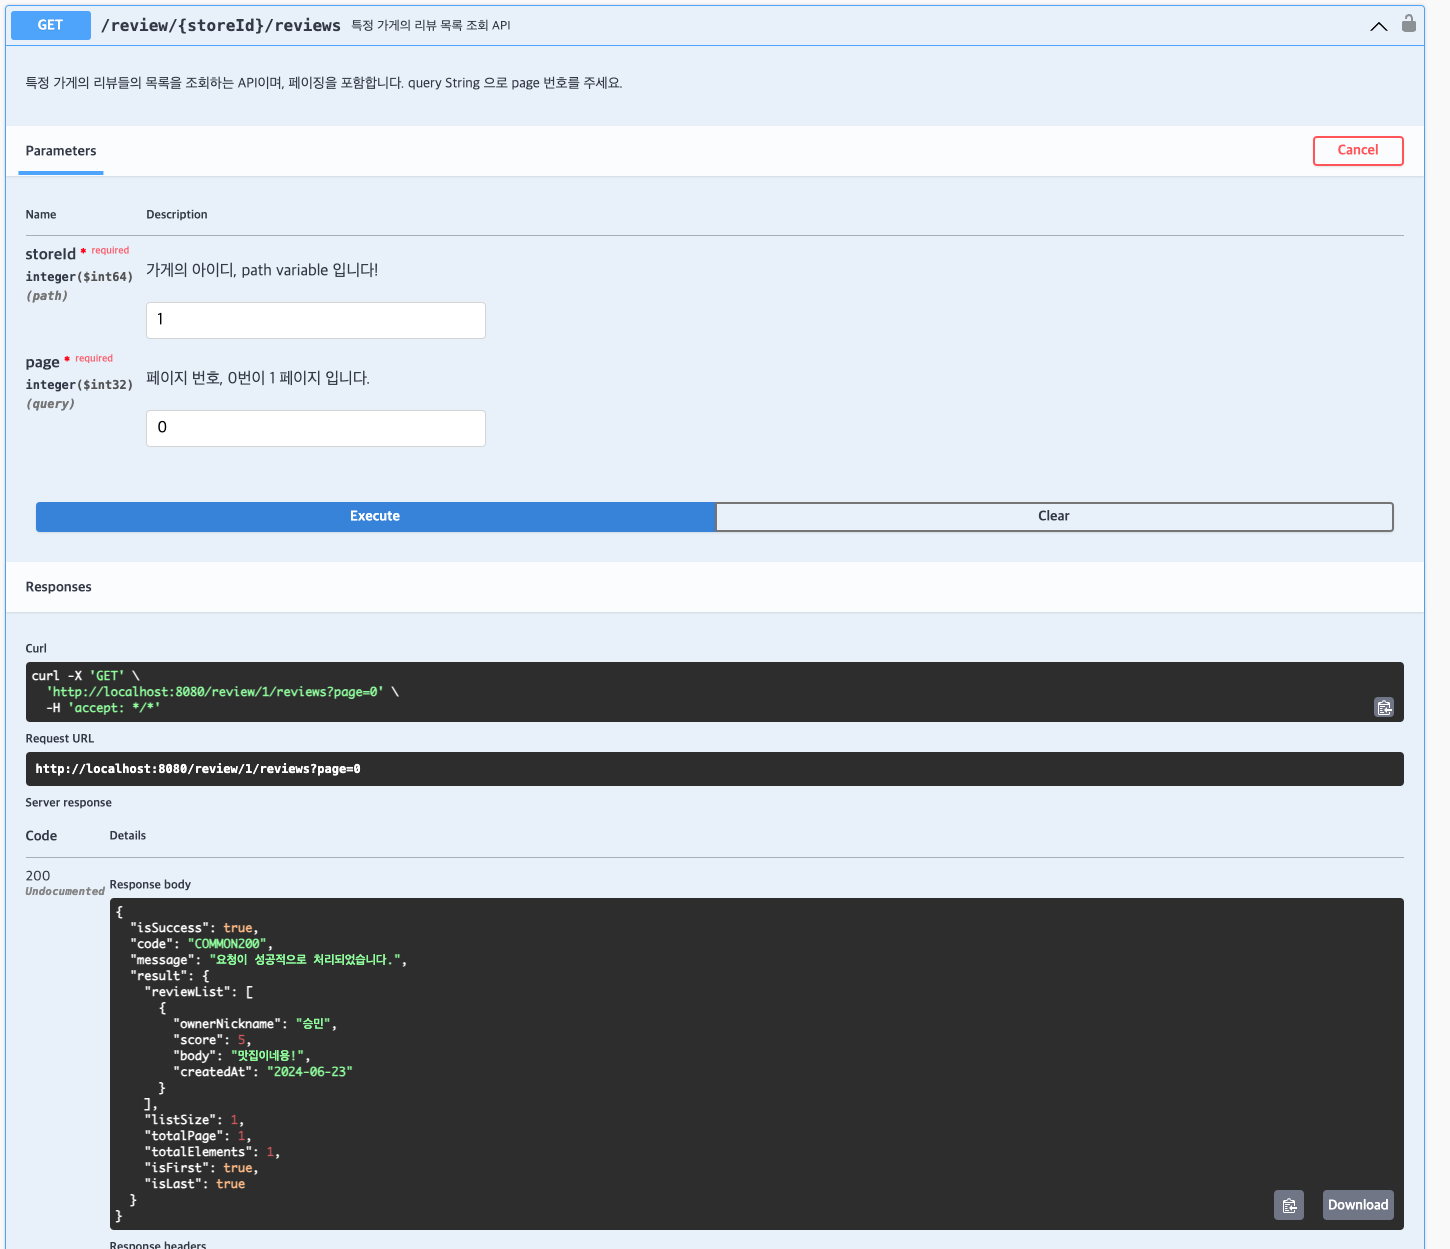 GET /review/{storeId}/reviews 특정 가게의 리뷰 목록 조회 API
특정 가게의 리뷰들의 목록을 조회하는 API이며, 페이징을 포함합니다. query String 으로 page 번호를 주세요.
Parameters
Cancel
Name Description
storeId * required
integer($int64)
(path)
가게의 아이디, path variable 입니다!
1
page * required
integer($int32)
(query)
페이지 번호, 0번이 1 페이지 입니다.
0
Execute
Clear
Responses
Curl
curl -X 'GET' \
  'http://localhost:8080/review/1/reviews?page=0' \
  -H 'accept: */*'
Request URL
http://localhost:8080/review/1/reviews?page=0
Server response
Code Details
200
Undocumented
Response body
{
  "isSuccess": true,
  "code": "COMMON200",
  "message": "요청이 성공적으로 처리되었습니다.",
  "result": {
    "reviewList": [
      {
        "ownerNickname": "승민",
        "score": 5,
        "body": "맛집이네용!",
        "createdAt": "2024-06-23"
      }
    ],
    "listSize": 1,
    "totalPage": 1,
    "totalElements": 1,
    "isFirst": true,
    "isLast": true
  }
}
Download
Response headers